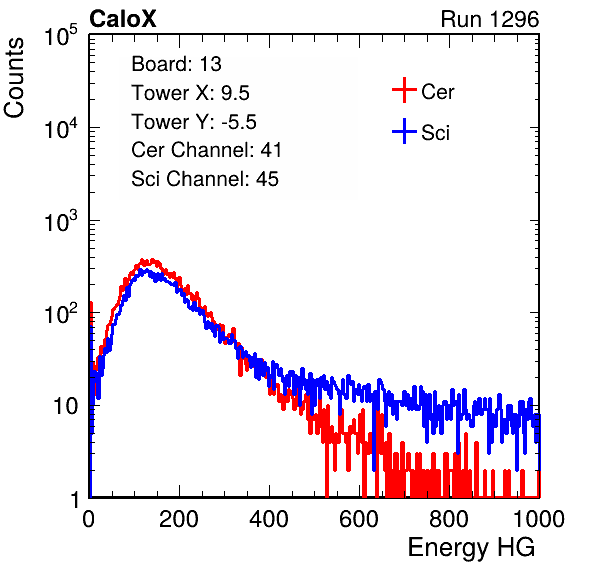 CaloX Run 1296
Counts
10^5
10^4
10^3
10^2
10
1
Board: 13
Tower X: 9.5
Tower Y: -5.5
Cer Channel: 41
Sci Channel: 45
Cer
Sci
0 200 400 600 800 1000
Energy HG